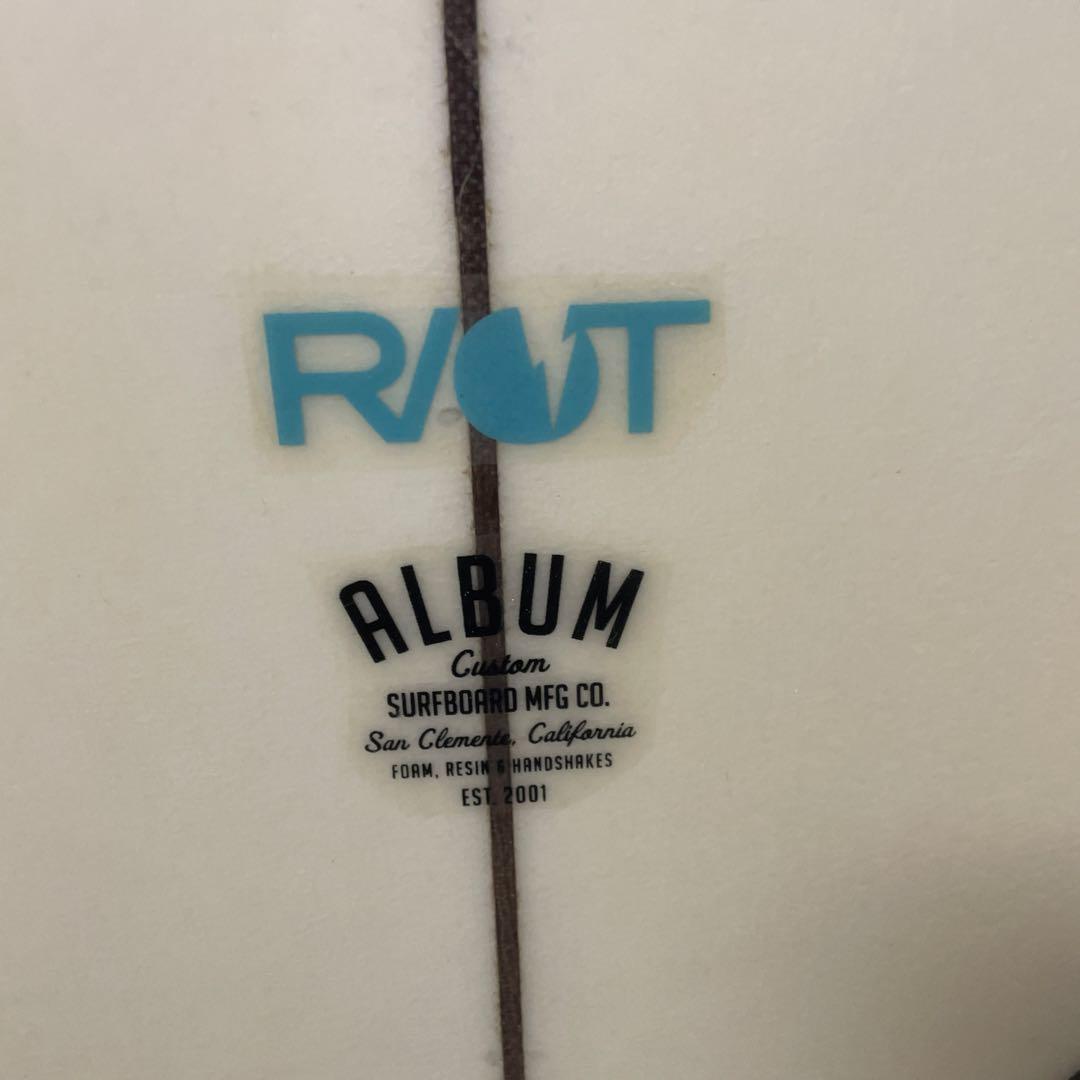 RIOT
ALBUM
Custom
SURFBOARD MFG CO.
San Clemente, California
FOAM, RESIN & HANDSHAKES
EST. 2001